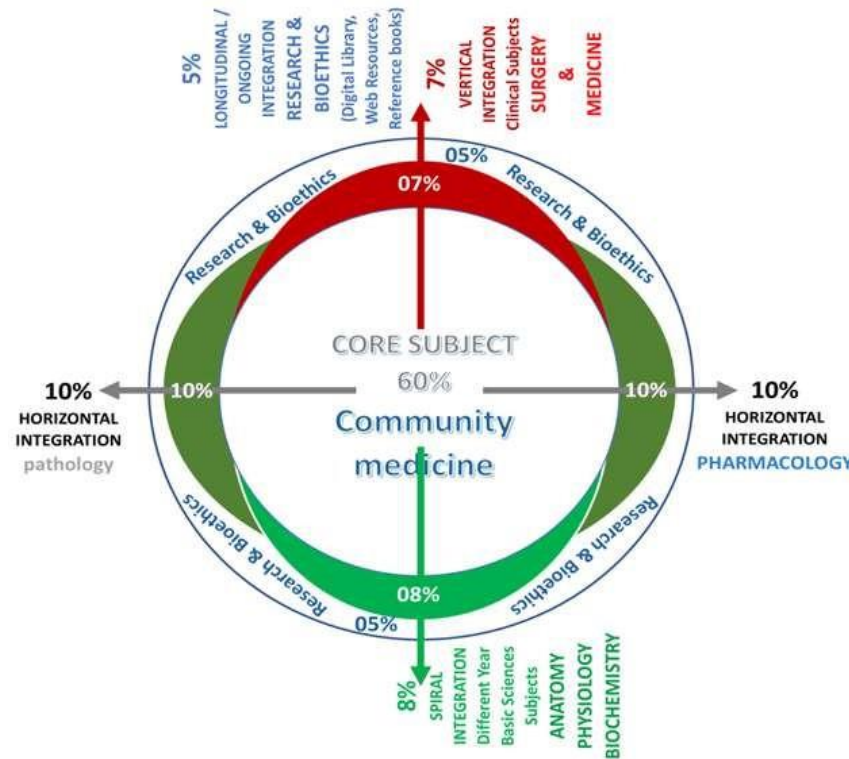 5%
LONGITUDINAL /
ONGOING
INTEGRATION
RESEARCH &
BIOETHICS
(Digital Library,
Web Resources,
Reference books)
7%
VERTICAL
INTEGRATION
Clinical Subjects
SURGERY
&
MEDICINE
05%
07%
Research & Bioethics
Research & Bioethics
CORE SUBJECT
60%
Community
medicine
10%
HORIZONTAL
INTEGRATION
pathology
10%
10%
10%
HORIZONTAL
INTEGRATION
PHARMACOLOGY
Research & Bioethics
Research & Bioethics
08%
05%
8%
SPIRAL
INTEGRATION
Different Year
Basic Sciences
Subjects
ANATOMY
PHYSIOLOGY
BIOCHEMISTRY